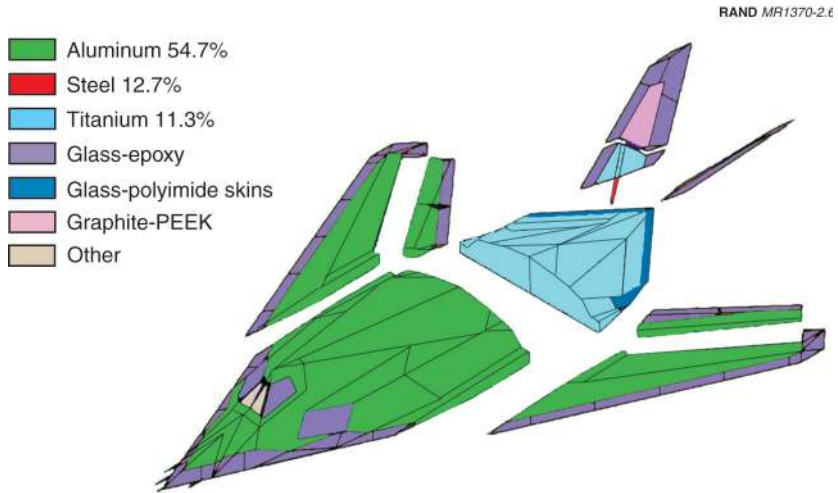 RAND MR1370-2.6
Aluminum 54.7%
Steel 12.7%
Titanium 11.3%
Glass-epoxy
Glass-polyimide skins
Graphite-PEEK
Other